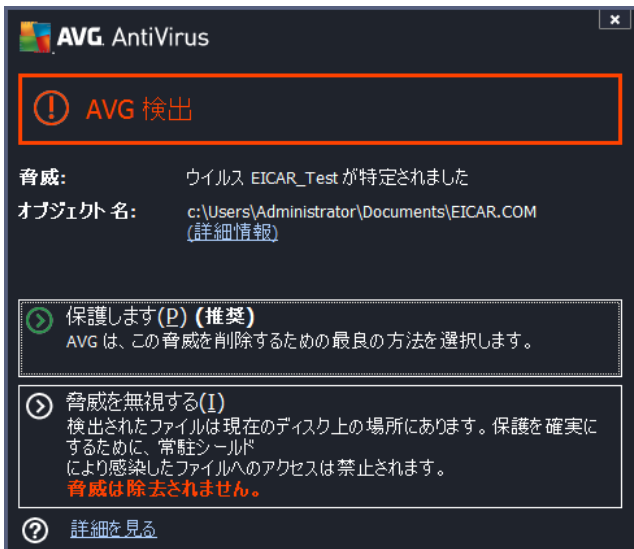 AVG. AntiVirus
x
AVG 検出
脅威: ウイルス EICAR_Test が特定されました
オブジェクト名: c:\Users\Administrator\Documents\EICAR.COM
(詳細情報)
保護します(P) (推奨)
AVG は、この脅威を削除するための最良の方法を選択します。
脅威を無視する(I)
検出されたファイルは現在のディスク上の場所にあります。保護を確実に
するために、常駐シールド
により感染したファイルへのアクセスは禁止されます。
脅威は除去されません。
詳細を見る